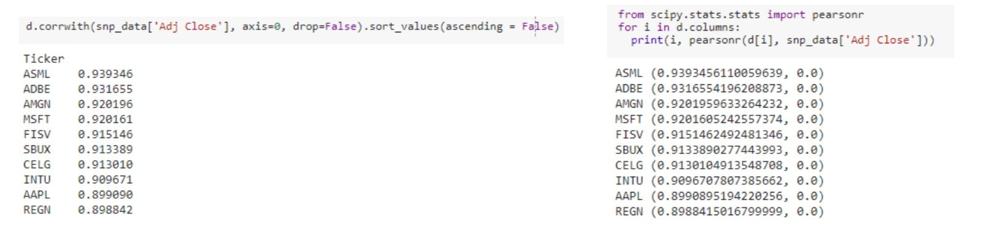 d.corrwith(snp_data['Adj Close'], axis=0, drop=False).sort_values(ascending = False)
Ticker
ASML 0.939346
ADBE 0.931655
AMGN 0.920196
MSFT 0.920161
FISV 0.915146
SBUX 0.913389
CELG 0.913010
INTU 0.909671
AAPL 0.899090
REGN 0.898842
from scipy.stats.stats import pearsonr
for i in d.columns:
  print(i, pearsonr(d[i], snp_data['Adj Close']))
ASML (0.9393456110059639, 0.0)
ADBE (0.9316554196208873, 0.0)
AMGN (0.9201959633264232, 0.0)
MSFT (0.9201605242557374, 0.0)
FISV (0.9151462492481346, 0.0)
SBUX (0.9133890277443993, 0.0)
CELG (0.9130104913548708, 0.0)
INTU (0.9096707807385662, 0.0)
AAPL (0.8990895194220256, 0.0)
REGN (0.8988415016799999, 0.0)